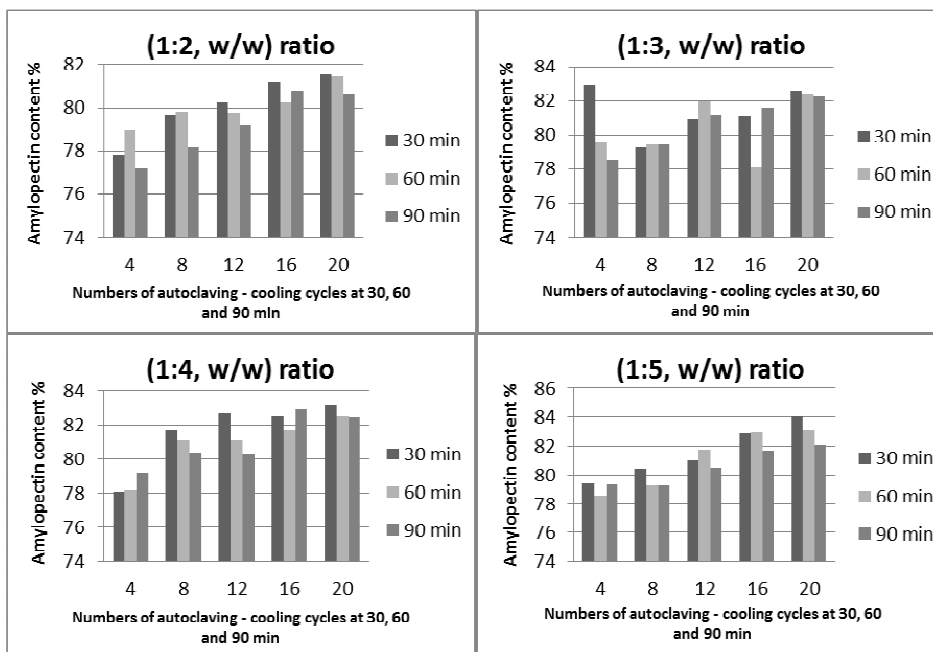 (1:2, w/w) ratio
Amylopectin content %
82
80
78
76
74
4 8 12 16 20
30 min
60 min
90 min
Numbers of autoclaving - cooling cycles at 30, 60
and 90 min
(1:3, w/w) ratio
Amylopectin content %
84
82
80
78
76
74
4 8 12 16 20
30 min
60 min
90 min
Numbers of autoclaving - cooling cycles at 30, 60
and 90 min
(1:4, w/w) ratio
Amylopectin content %
84
82
80
78
76
74
4 8 12 16 20
30 min
60 min
90 min
Numbers of autoclaving - cooling cycles at 30, 60
and 90 min
(1:5, w/w) ratio
Amylopectin content %
86
84
82
80
78
76
74
4 8 12 16 20
30 min
60 min
90 min
Numbers of autoclaving - cooling cycles at 30, 60
and 90 min